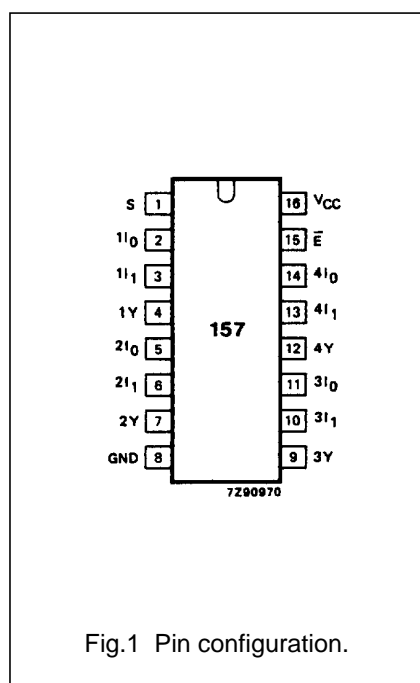 S 1 16 VCC
1I0 2 15 E̅
1I1 3 14 4I0
1Y 4 13 4I1
2I0 5 157 12 4Y
2I1 6 11 3I0
2Y 7 10 3I1
GND 8 9 3Y
7Z90970
Fig.1 Pin configuration.